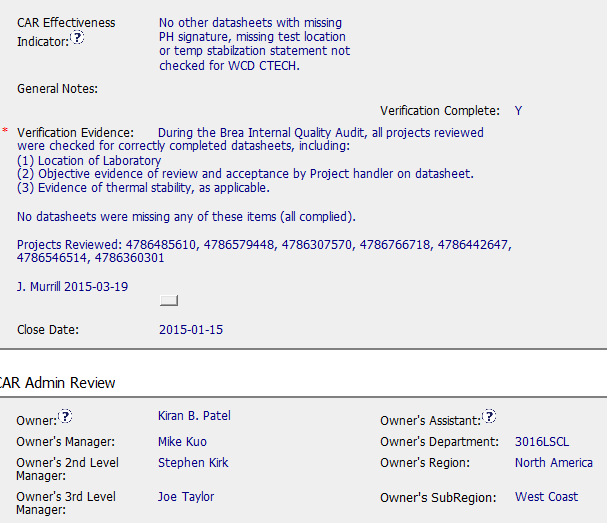 CAR Effectiveness Indicator: ? No other datasheets with missing
PH signature, missing test location
or temp stabilzation statement not
checked for WCD CTECH.
General Notes:
Verification Complete: Y
* Verification Evidence: During the Brea Internal Quality Audit, all projects reviewed
were checked for correctly completed datasheets, including:
(1) Location of Laboratory
(2) Objective evidence of review and acceptance by Project handler on datasheet.
(3) Evidence of thermal stability, as applicable.
No datasheets were missing any of these items (all complied).
Projects Reviewed: 4786485610, 4786579448, 4786307570, 4786766718, 4786442647,
4786546514, 4786360301
J. Murrill 2015-03-19
Close Date: 2015-01-15
CAR Admin Review
Owner: ? Kiran B. Patel Owner's Assistant: ?
Owner's Manager: Mike Kuo Owner's Department: 3016LSCL
Owner's 2nd Level Manager: Stephen Kirk Owner's Region: North America
Owner's 3rd Level Manager: Joe Taylor Owner's SubRegion: West Coast